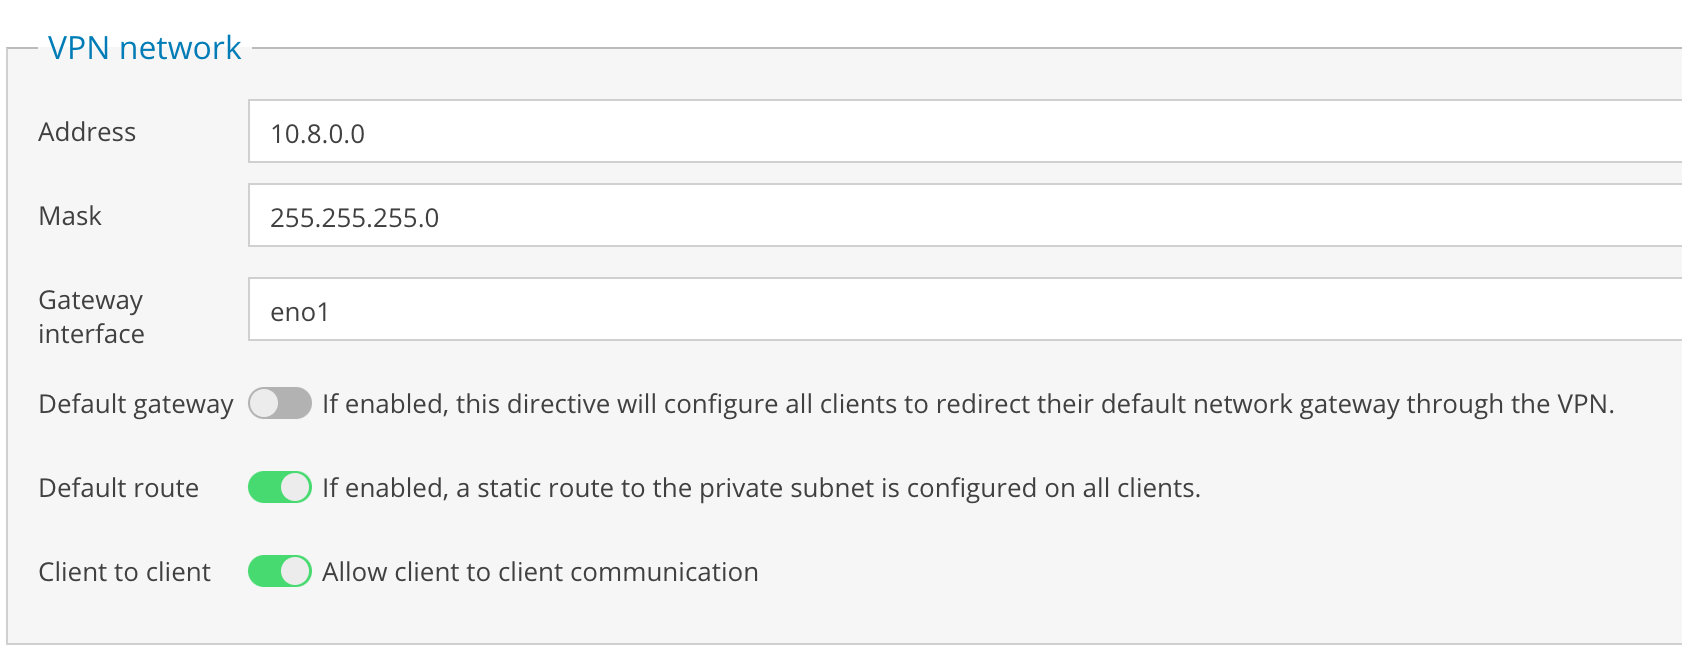 VPN network
Address
10.8.0.0
Mask
255.255.255.0
Gateway
interface
eno1
Default gateway If enabled, this directive will configure all clients to redirect their default network gateway through the VPN.
Default route If enabled, a static route to the private subnet is configured on all clients.
Client to client Allow client to client communication